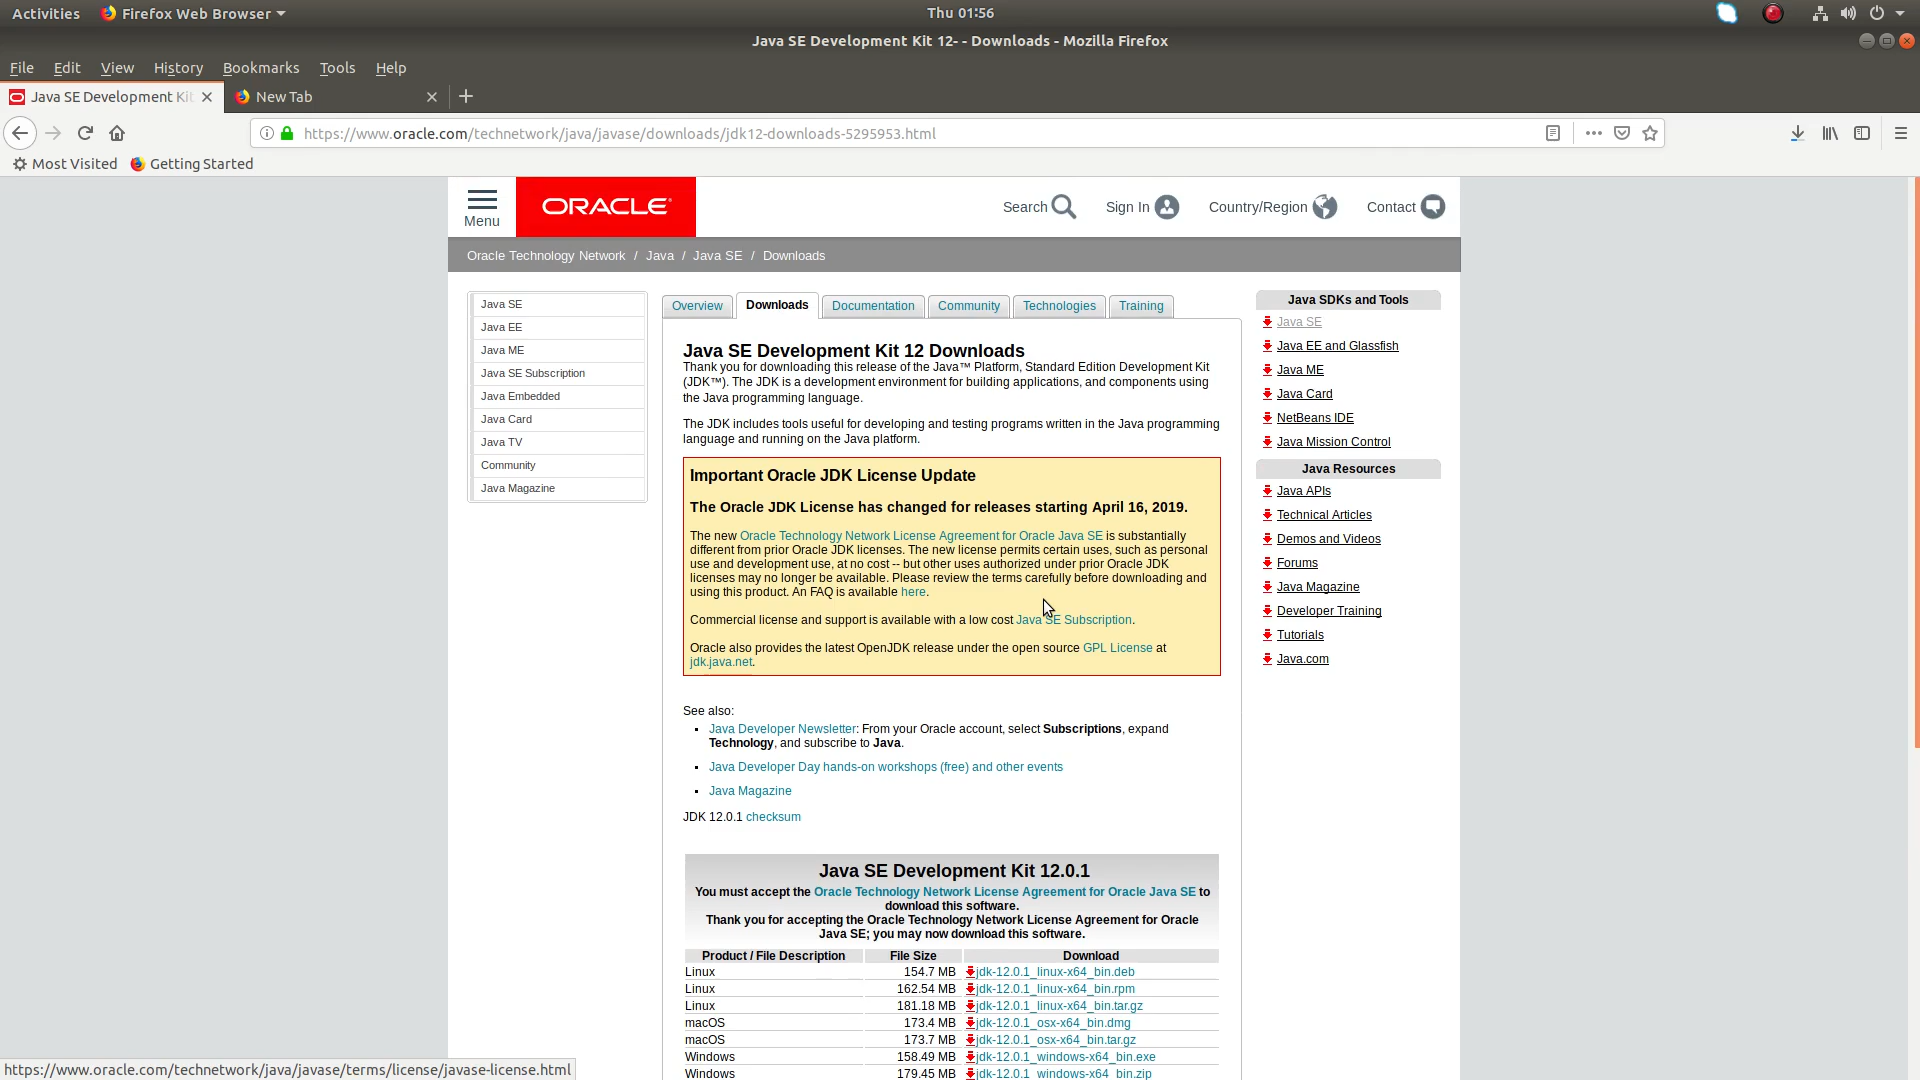 Activities Firefox Web Browser Thu 01:56
Java SE Development Kit 12- - Downloads - Mozilla Firefox
File Edit View History Bookmarks Tools Help
Java SE Development Kit New Tab
https://www.oracle.com/technetwork/java/javase/downloads/jdk12-downloads-5295953.html
Most Visited Getting Started
Menu ORACLE Search Sign In Country/Region Contact
Oracle Technology Network / Java / Java SE / Downloads
Java SE
Java EE
Java ME
Java SE Subscription
Java Embedded
Java Card
Java TV
Community
Java Magazine
Overview Downloads Documentation Community Technologies Training
Java SE Development Kit 12 Downloads
Thank you for downloading this release of the Java™ Platform, Standard Edition Development Kit
(JDK™). The JDK is a development environment for building applications, and components using
the Java programming language.
The JDK includes tools useful for developing and testing programs written in the Java programming
language and running on the Java platform.
Important Oracle JDK License Update
The Oracle JDK License has changed for releases starting April 16, 2019.
The new Oracle Technology Network License Agreement for Oracle Java SE is substantially
different from prior Oracle JDK licenses. The new license permits certain uses, such as personal
use and development use, at no cost -- but other uses authorized under prior Oracle JDK
licenses may no longer be available. Please review the terms carefully before downloading and
using this product. An FAQ is available here.
Commercial license and support is available with a low cost Java SE Subscription.
Oracle also provides the latest OpenJDK release under the open source GPL License at
jdk.java.net.
See also:
Java Developer Newsletter: From your Oracle account, select Subscriptions, expand
Technology, and subscribe to Java.
Java Developer Day hands-on workshops (free) and other events
Java Magazine
JDK 12.0.1 checksum
Java SE Development Kit 12.0.1
You must accept the Oracle Technology Network License Agreement for Oracle Java SE to
download this software.
Thank you for accepting the Oracle Technology Network License Agreement for Oracle
Java SE; you may now download this software.
Product / File Description File Size Download
Linux 154.7 MB jdk-12.0.1_linux-x64_bin.deb
Linux 162.54 MB jdk-12.0.1_linux-x64_bin.rpm
Linux 181.18 MB jdk-12.0.1_linux-x64_bin.tar.gz
macOS 173.4 MB jdk-12.0.1_osx-x64_bin.dmg
macOS 173.7 MB jdk-12.0.1_osx-x64_bin.tar.gz
Windows 158.49 MB jdk-12.0.1_windows-x64_bin.exe
Windows 179.45 MB jdk-12.0.1_windows-x64_bin.zip
Java SDKs and Tools
Java SE
Java EE and Glassfish
Java ME
Java Card
NetBeans IDE
Java Mission Control
Java Resources
Java APIs
Technical Articles
Demos and Videos
Forums
Java Magazine
Developer Training
Tutorials
Java.com
https://www.oracle.com/technetwork/java/javase/terms/license/javase-license.html